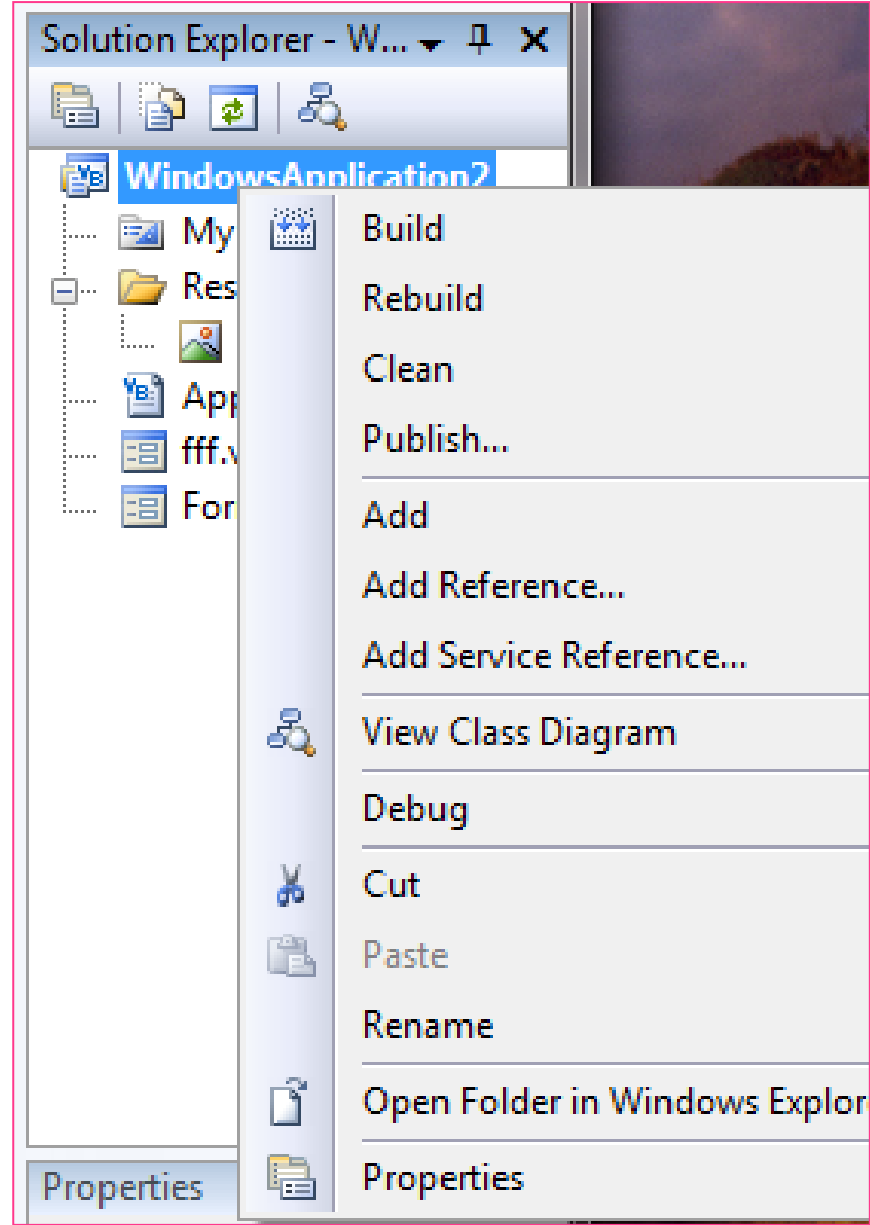 Solution Explorer - W...
WindowsApplication2
My
Res
App
fff.v
For
Build
Rebuild
Clean
Publish...
Add
Add Reference...
Add Service Reference...
View Class Diagram
Debug
Cut
Paste
Rename
Open Folder in Windows Explor
Properties
Properties